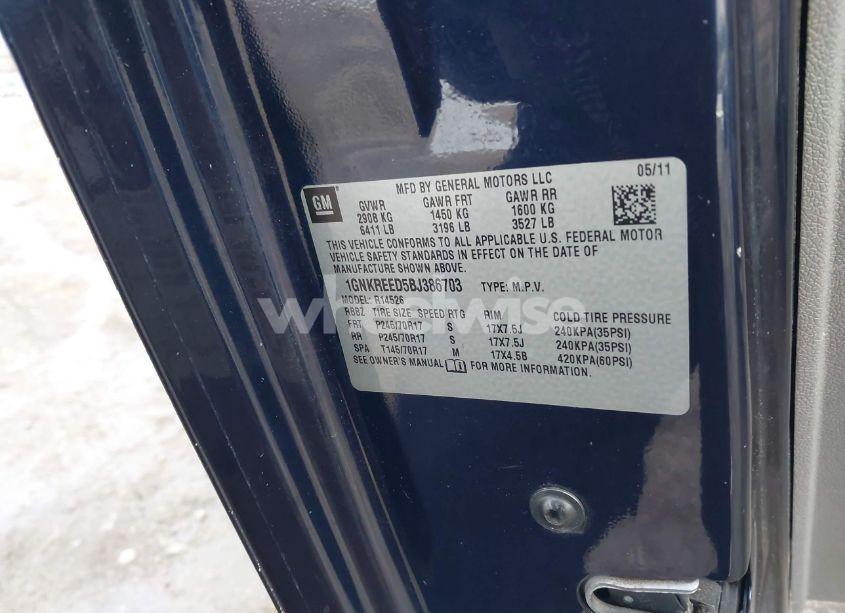 MFD BY GENERAL MOTORS LLC 05/11
GM
GVWR GAWR FRT GAWR RR
2908 KG 1450 KG 1600 KG
6411 LB 3196 LB 3527 LB
THIS VEHICLE CONFORMS TO ALL APPLICABLE U.S. FEDERAL MOTOR
VEHICLE SAFETY STANDARDS IN EFFECT ON THE DATE OF
MANUFACTURE SHOWN ABOVE.
1GNKREED5BJ386703 TYPE: M.P.V.
MODEL: R14526
wheelwise
RBBZ TIRE SIZE SPEED RTG RIM COLD TIRE PRESSURE
FRT P245/70R17 S 17X7.5J 240KPA(35PSI)
RR P245/70R17 S 17X7.5J 240KPA(35PSI)
SPA T145/70R17 M 17X4.5B 420KPA(60PSI)
SEE OWNER'S MANUAL FOR MORE INFORMATION.